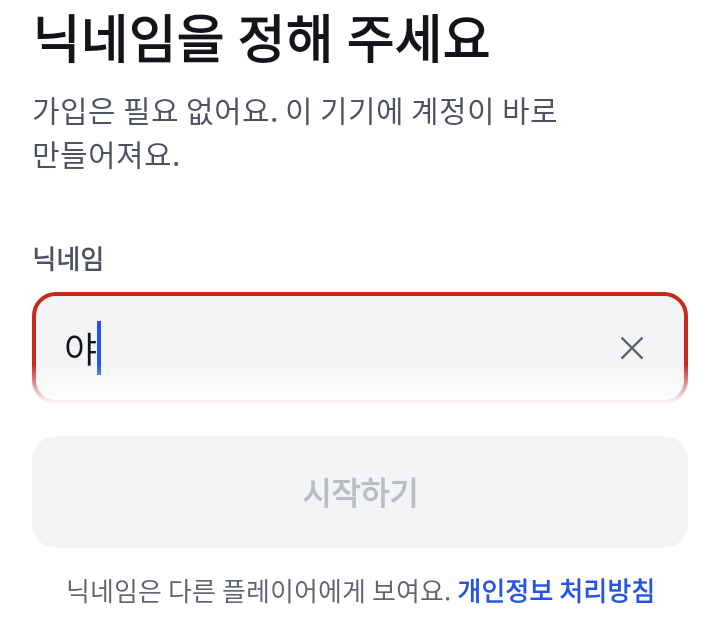 닉네임을 정해 주세요
가입은 필요 없어요. 이 기기에 계정이 바로
만들어져요.
닉네임
야
시작하기
닉네임은 다른 플레이어에게 보여요. 개인정보 처리방침